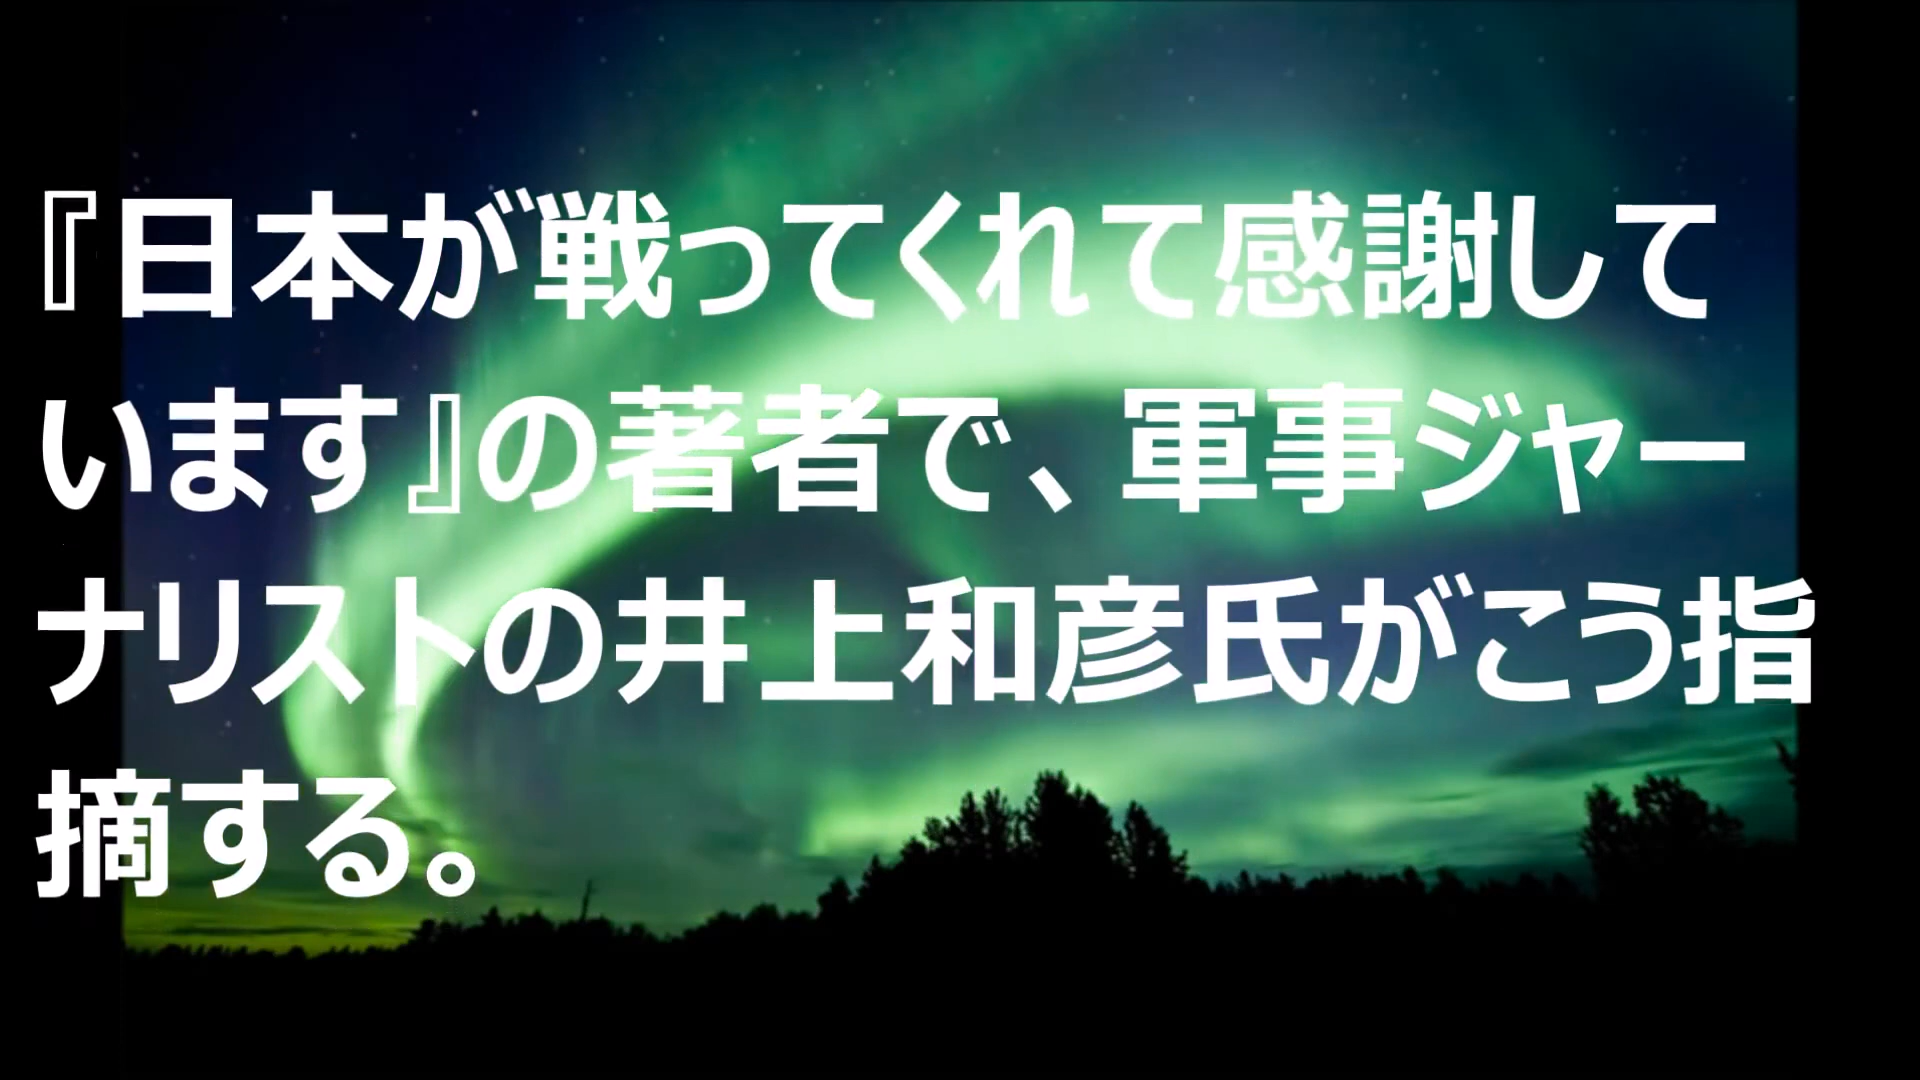 『日本が戦ってくれて感謝して
います』の著者で、軍事ジャー
ナリストの井上和彦氏がこう指
摘する。